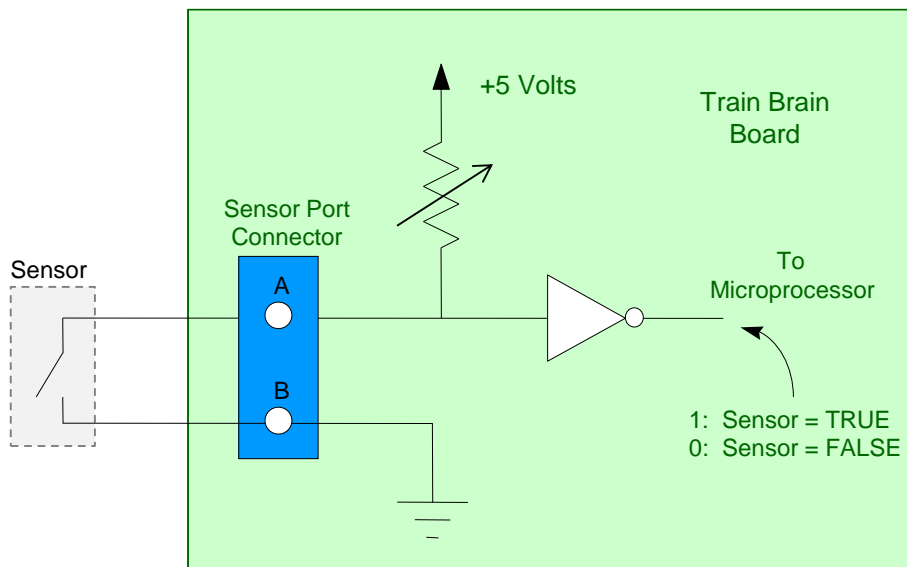 +5 Volts
Train Brain
Board
Sensor Port
Connector
Sensor
A
To
Microprocessor
B
1: Sensor = TRUE
0: Sensor = FALSE